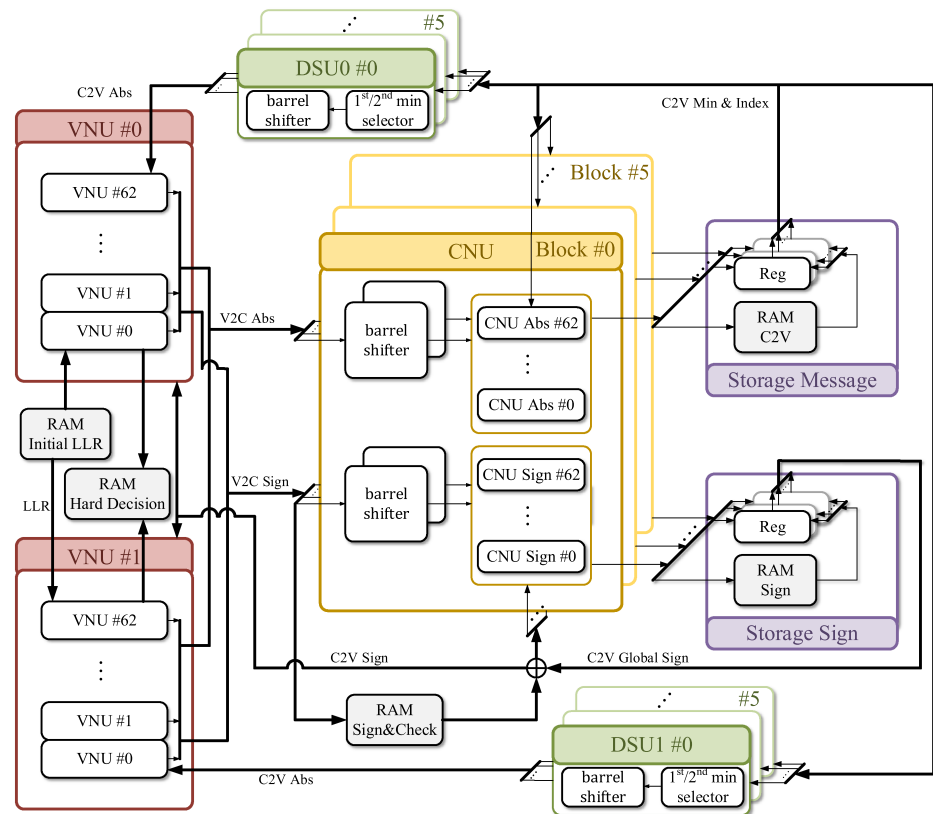 #5
DSU0 #0
barrel
shifter
1st/2nd min
selector
C2V Abs
C2V Min & Index
VNU #0
VNU #62
VNU #1
VNU #0
Block #5
CNU
Block #0
V2C Abs
barrel
shifter
CNU Abs #62
CNU Abs #0
Reg
RAM
C2V
Storage Message
RAM
Initial LLR
LLR
RAM
Hard Decision
V2C Sign
barrel
shifter
CNU Sign #62
CNU Sign #0
Reg
RAM
Sign
Storage Sign
VNU #1
VNU #62
VNU #1
VNU #0
C2V Sign
C2V Global Sign
RAM
Sign&Check
C2V Abs
#5
DSU1 #0
barrel
shifter
1st/2nd min
selector